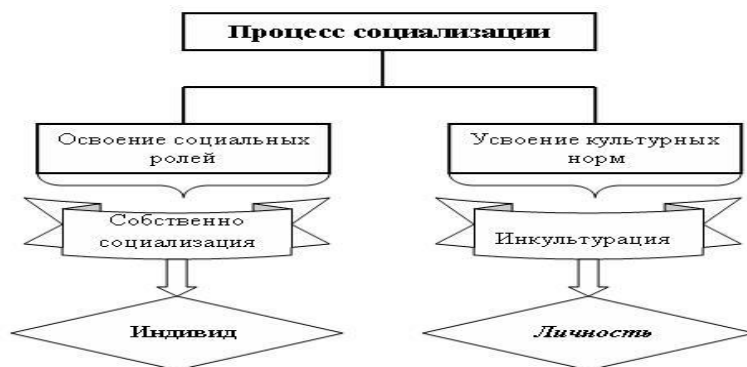 Процесс социализации
Освоение социальных
ролей
Усвоение культурных
норм
Собственно
социализация
Инкультурация
Индивид
Личность